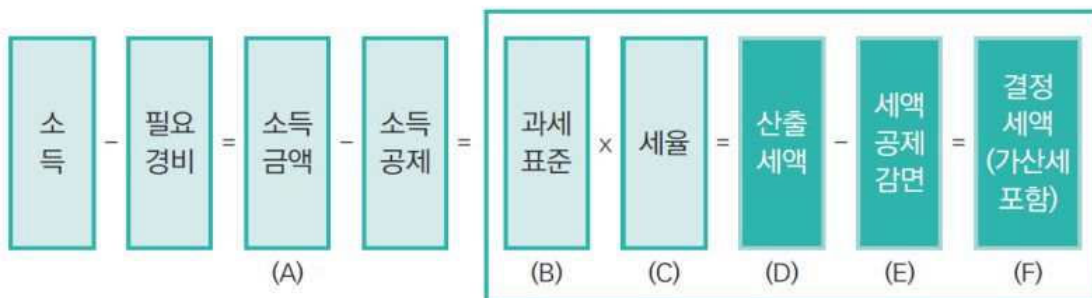 소득 - 필요경비 = 소득금액 - 소득공제 = 과세표준 x 세율 = 산출세액 - 세액공제감면 = 결정세액(가산세포함)
(A) (B) (C) (D) (E) (F)